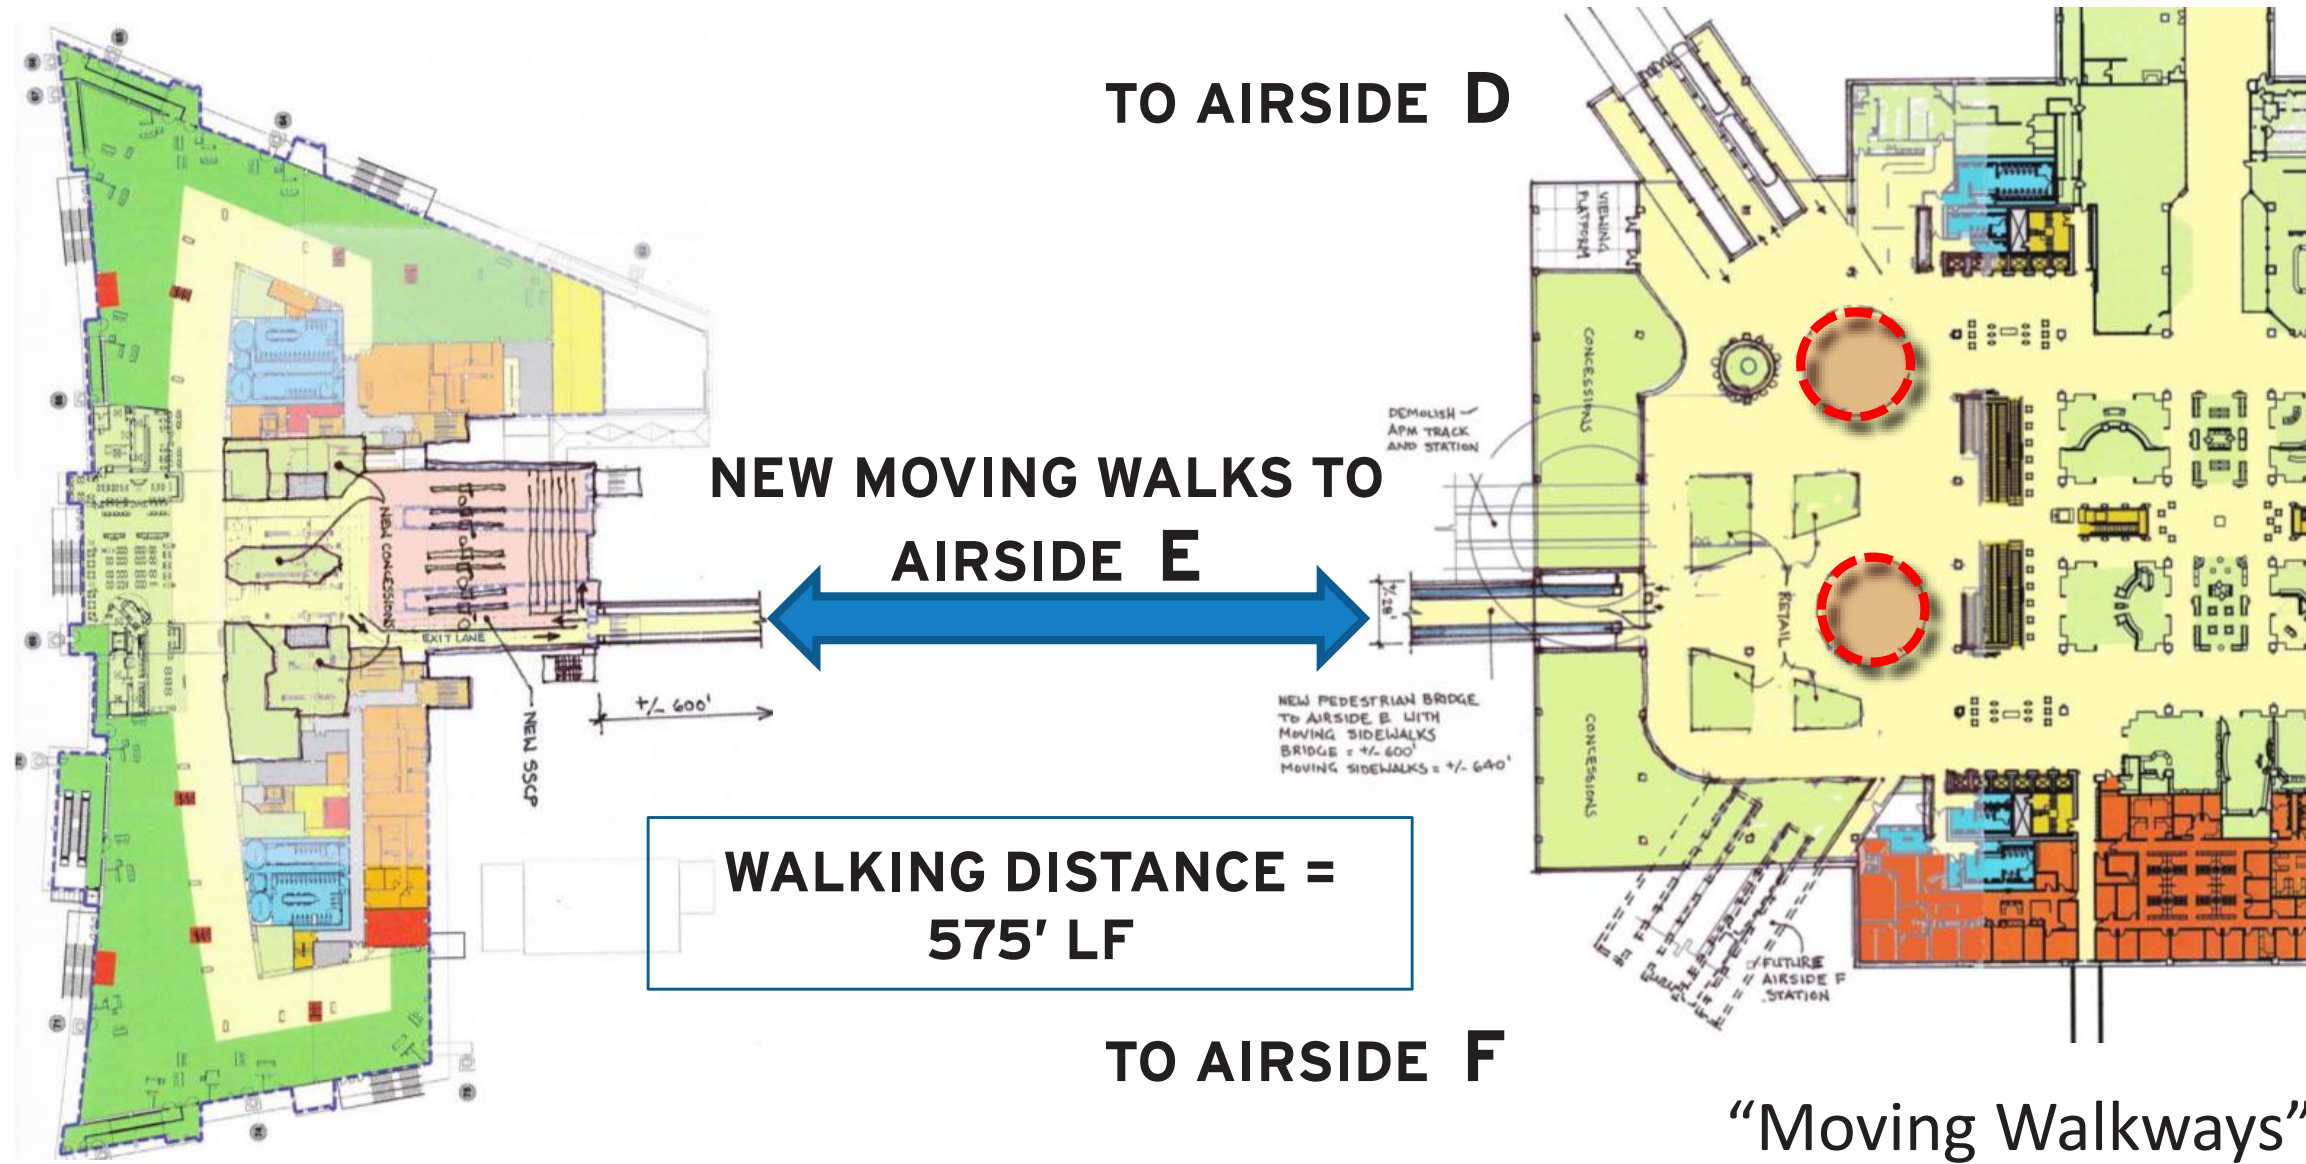 TO AIRSIDE D
VIEWING
PLATFORM
CONCESSIONS
DEMOLISH
APM TRACK
AND STATION
NEW MOVING WALKS TO
AIRSIDE E
NEW CONCESSIONS
EXIT LANE
+/- 600'
NEW SSCP
+/- 28'
RETAIL
NEW PEDESTRIAN BRIDGE
TO AIRSIDE E WITH
MOVING SIDEWALKS
BRIDGE = +/- 600'
MOVING SIDEWALKS = +/- 640'
CONCESSIONS
WALKING DISTANCE =
575' LF
FUTURE
AIRSIDE F
STATION
TO AIRSIDE F
“Moving Walkways”